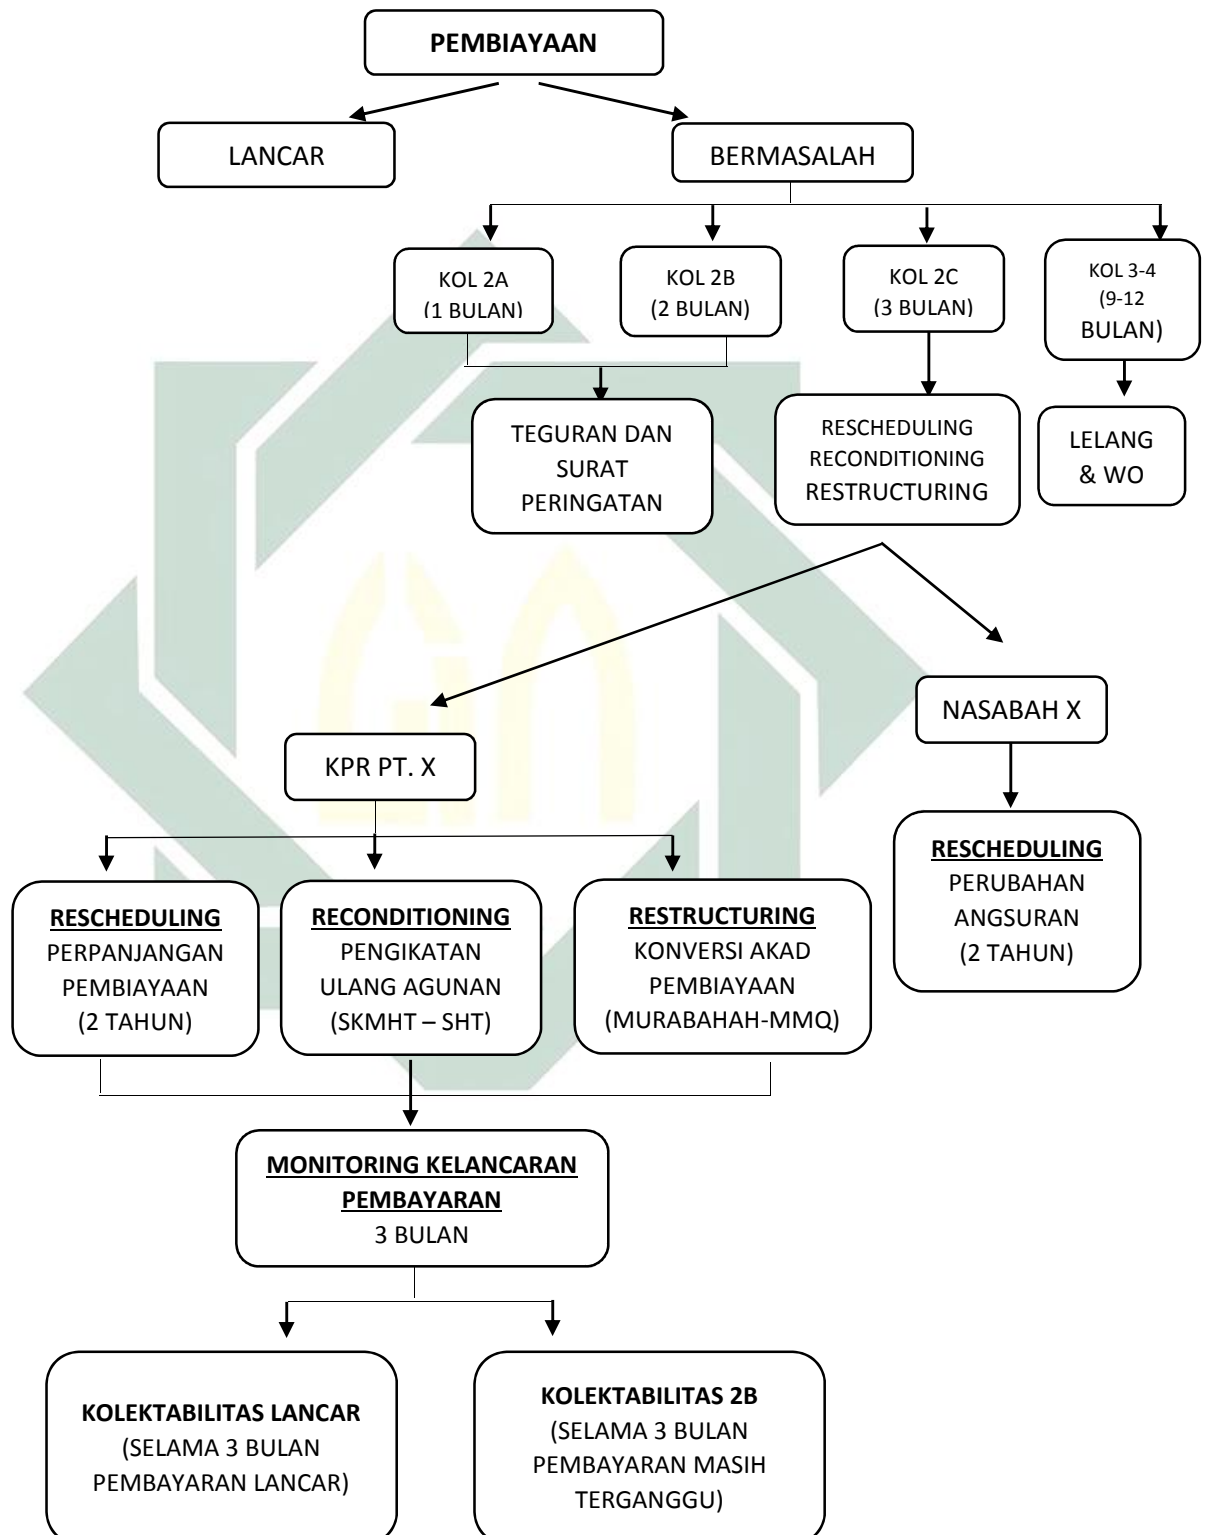 PEMBIAYAAN
LANCAR
BERMASALAH
KOL 2A
(1 BULAN)
KOL 2B
(2 BULAN)
KOL 2C
(3 BULAN)
KOL 3-4
(9-12
BULAN)
TEGURAN DAN
SURAT
PERINGATAN
RESCHEDULING
RECONDITIONING
RESTRUCTURING
LELANG
& WO
NASABAH X
KPR PT. X
RESCHEDULING
PERUBAHAN
ANGSURAN
(2 TAHUN)
RESCHEDULING
PERPANJANGAN
PEMBIAYAAN
(2 TAHUN)
RECONDITIONING
PENGIKATAN
ULANG AGUNAN
(SKMHT – SHT)
RESTRUCTURING
KONVERSI AKAD
PEMBIAYAAN
(MURABAHAH-MMQ)
MONITORING KELANCARAN
PEMBAYARAN
3 BULAN
KOLEKTABILITAS LANCAR
(SELAMA 3 BULAN
PEMBAYARAN LANCAR)
KOLEKTABILITAS 2B
(SELAMA 3 BULAN
PEMBAYARAN MASIH
TERGANGGU)